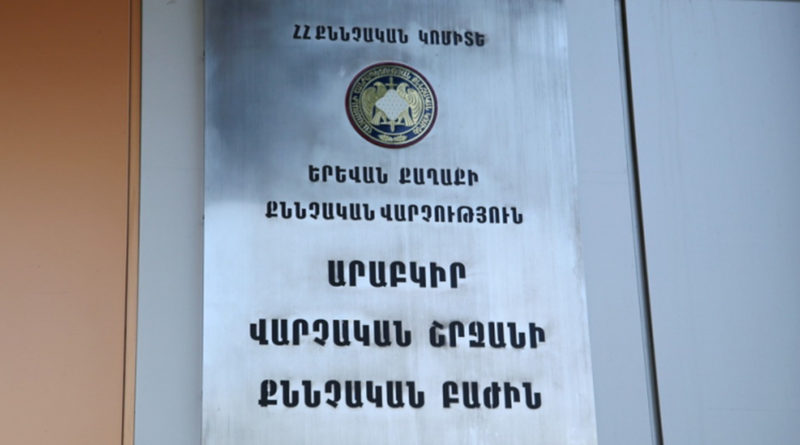 ՀՀ ՔՆՆՉԱԿԱՆ ԿՈՄԻՏԵ
ԵՐԵՎԱՆ ՔԱՂԱՔԻ
ՔՆՆՉԱԿԱՆ ՎԱՐՉՈՒԹՅՈՒՆ
ԱՐԱԲԿԻՐ
ՎԱՐՉԱԿԱՆ ՇՐՋԱՆԻ
ՔՆՆՉԱԿԱՆ ԲԱԺԻՆ